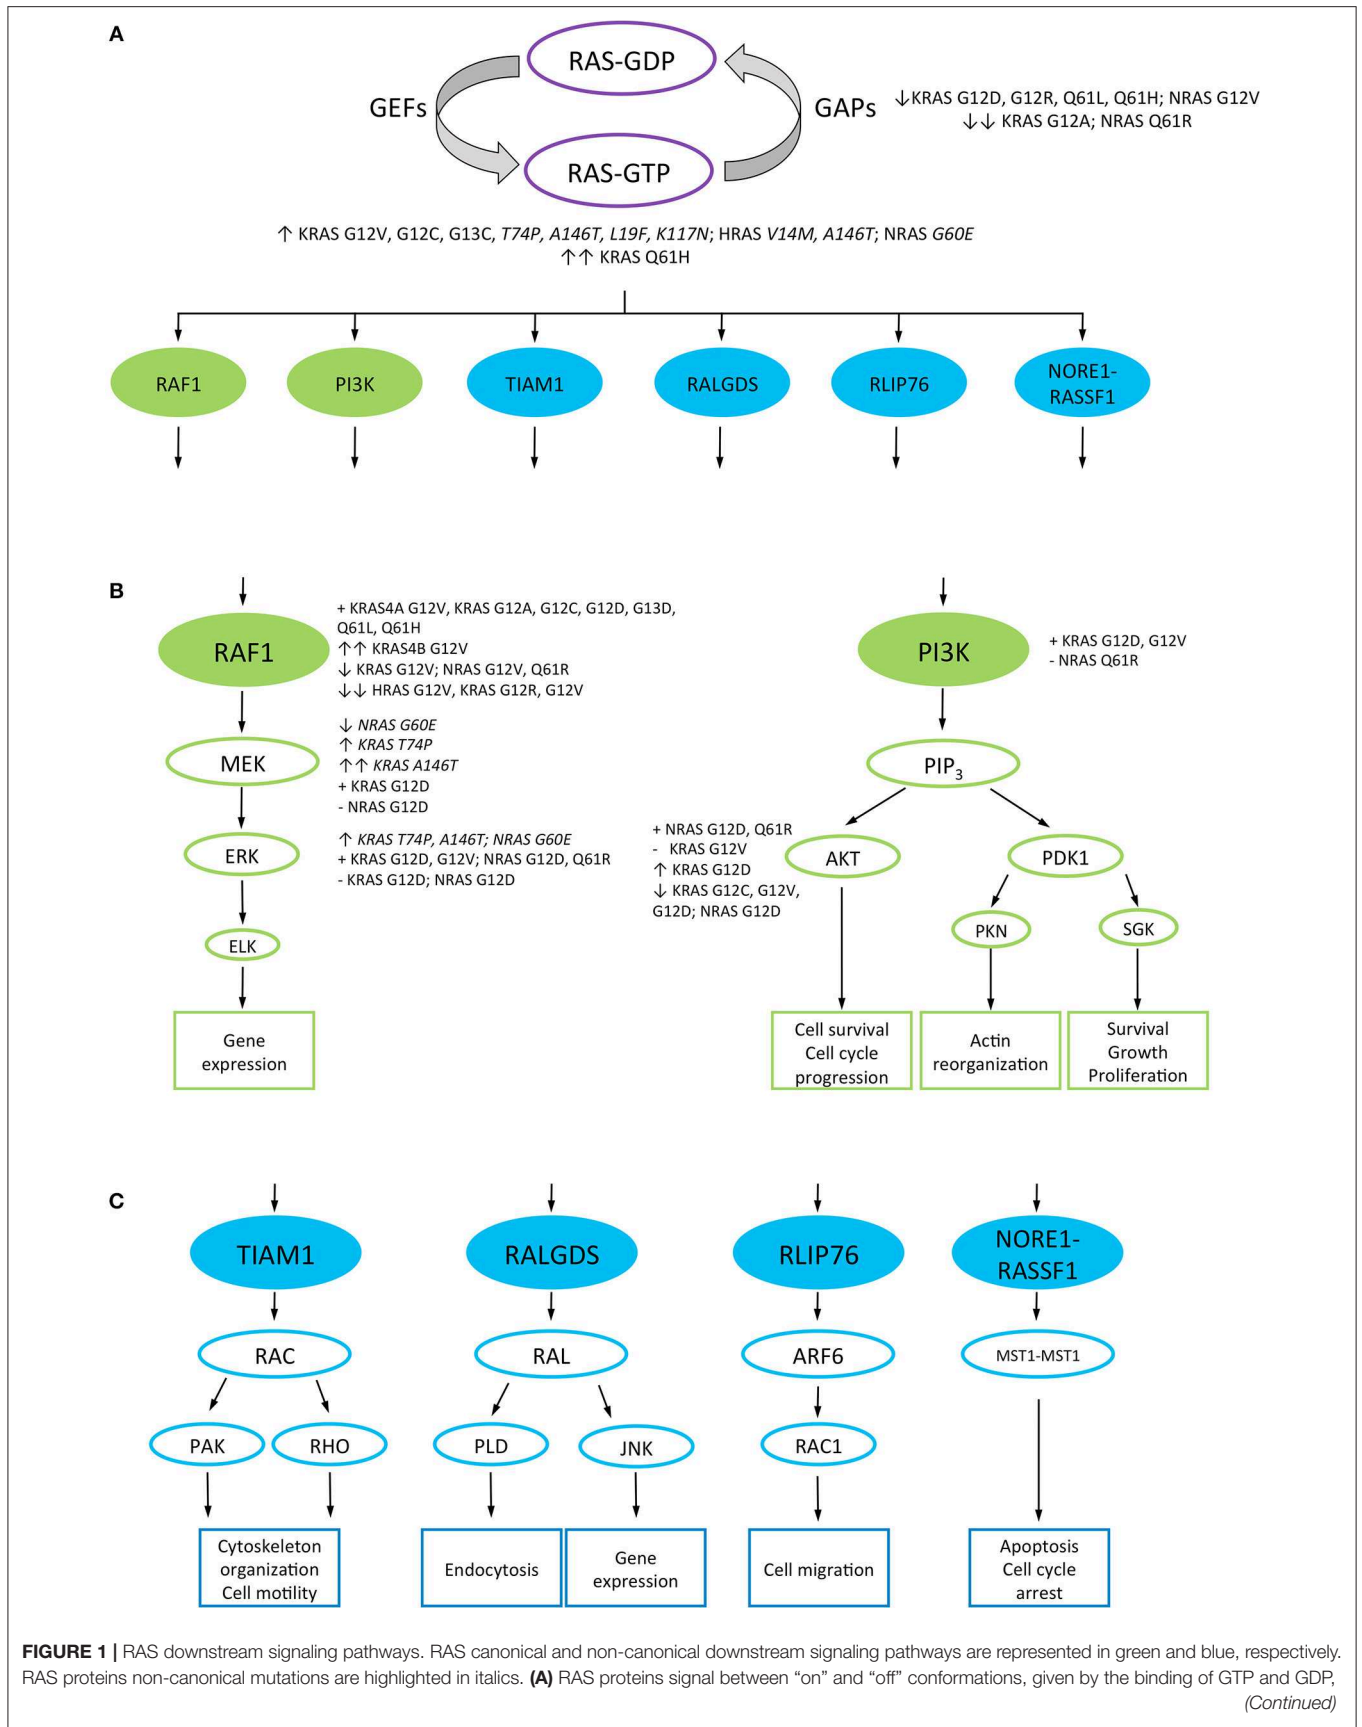 A
RAS-GDP
GEFs
GAPs
↓KRAS G12D, G12R, Q61L, Q61H; NRAS G12V
↓↓ KRAS G12A; NRAS Q61R
RAS-GTP
↑ KRAS G12V, G12C, G13C, T74P, A146T, L19F, K117N; HRAS V14M, A146T; NRAS G60E
↑↑ KRAS Q61H
RAF1
PI3K
TIAM1
RALGDS
RLIP76
NORE1-
RASSF1
B
RAF1
+ KRAS4A G12V, KRAS G12A, G12C, G12D, G13D,
Q61L, Q61H
↑↑ KRAS4B G12V
↓ KRAS G12V; NRAS G12V, Q61R
↓↓ HRAS G12V, KRAS G12R, G12V
MEK
↓ NRAS G60E
↑ KRAS T74P
↑↑ KRAS A146T
+ KRAS G12D
- NRAS G12D
ERK
↑ KRAS T74P, A146T; NRAS G60E
+ KRAS G12D, G12V; NRAS G12D, Q61R
- KRAS G12D; NRAS G12D
ELK
Gene
expression
PI3K
+ KRAS G12D, G12V
- NRAS Q61R
PIP3
+ NRAS G12D, Q61R
- KRAS G12V
↑ KRAS G12D
↓ KRAS G12C, G12V,
G12D; NRAS G12D
AKT
PDK1
PKN
SGK
Cell survival
Cell cycle
progression
Actin
reorganization
Survival
Growth
Proliferation
C
TIAM1
RALGDS
RLIP76
NORE1-
RASSF1
RAC
RAL
ARF6
MST1-MST1
PAK
RHO
PLD
JNK
RAC1
Cytoskeleton
organization
Cell motility
Endocytosis
Gene
expression
Cell migration
Apoptosis
Cell cycle
arrest
FIGURE 1 | RAS downstream signaling pathways. RAS canonical and non-canonical downstream signaling pathways are represented in green and blue, respectively.
RAS proteins non-canonical mutations are highlighted in italics. (A) RAS proteins signal between “on” and “off” conformations, given by the binding of GTP and GDP,
(Continued)